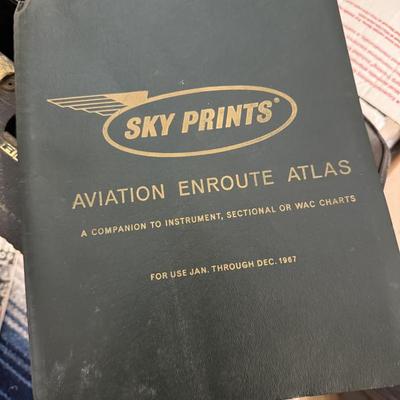 SKY PRINTS®
AVIATION ENROUTE ATLAS
A COMPANION TO INSTRUMENT, SECTIONAL OR WAC CHARTS
FOR USE JAN. THROUGH DEC. 1967